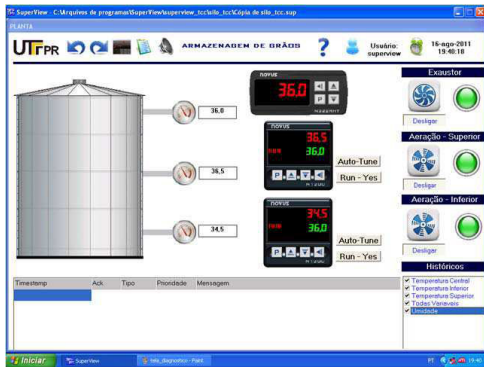 SuperView - C:\Arquivos de programas\SuperView\superview_tcc\silo_tcc\Cópia de silo_tcc.sup
PLANTA
UTFPR
ARMAZENAGEM DE GRÃOS
?
Usuário:
superview
16-ago-2011
19:40:18
36,0
36,5
34,5
novus
36,0
P
novus
36,5
RUN
36,0
P
Auto-Tune
Run - Yes
novus
34,5
RUN
36,0
P
Auto-Tune
Run - Yes
Exaustor
Desligar
Aeração - Superior
Desligar
Aeração - Inferior
Desligar
Históricos
Temperatura Central
Temperatura Inferior
Temperatura Superior
Todas Variaveis
Umidade
Timestamp Ack Tipo Prioridade Mensagem
Iniciar
SuperView
tela_diagnostico - Paint
PT
19:40